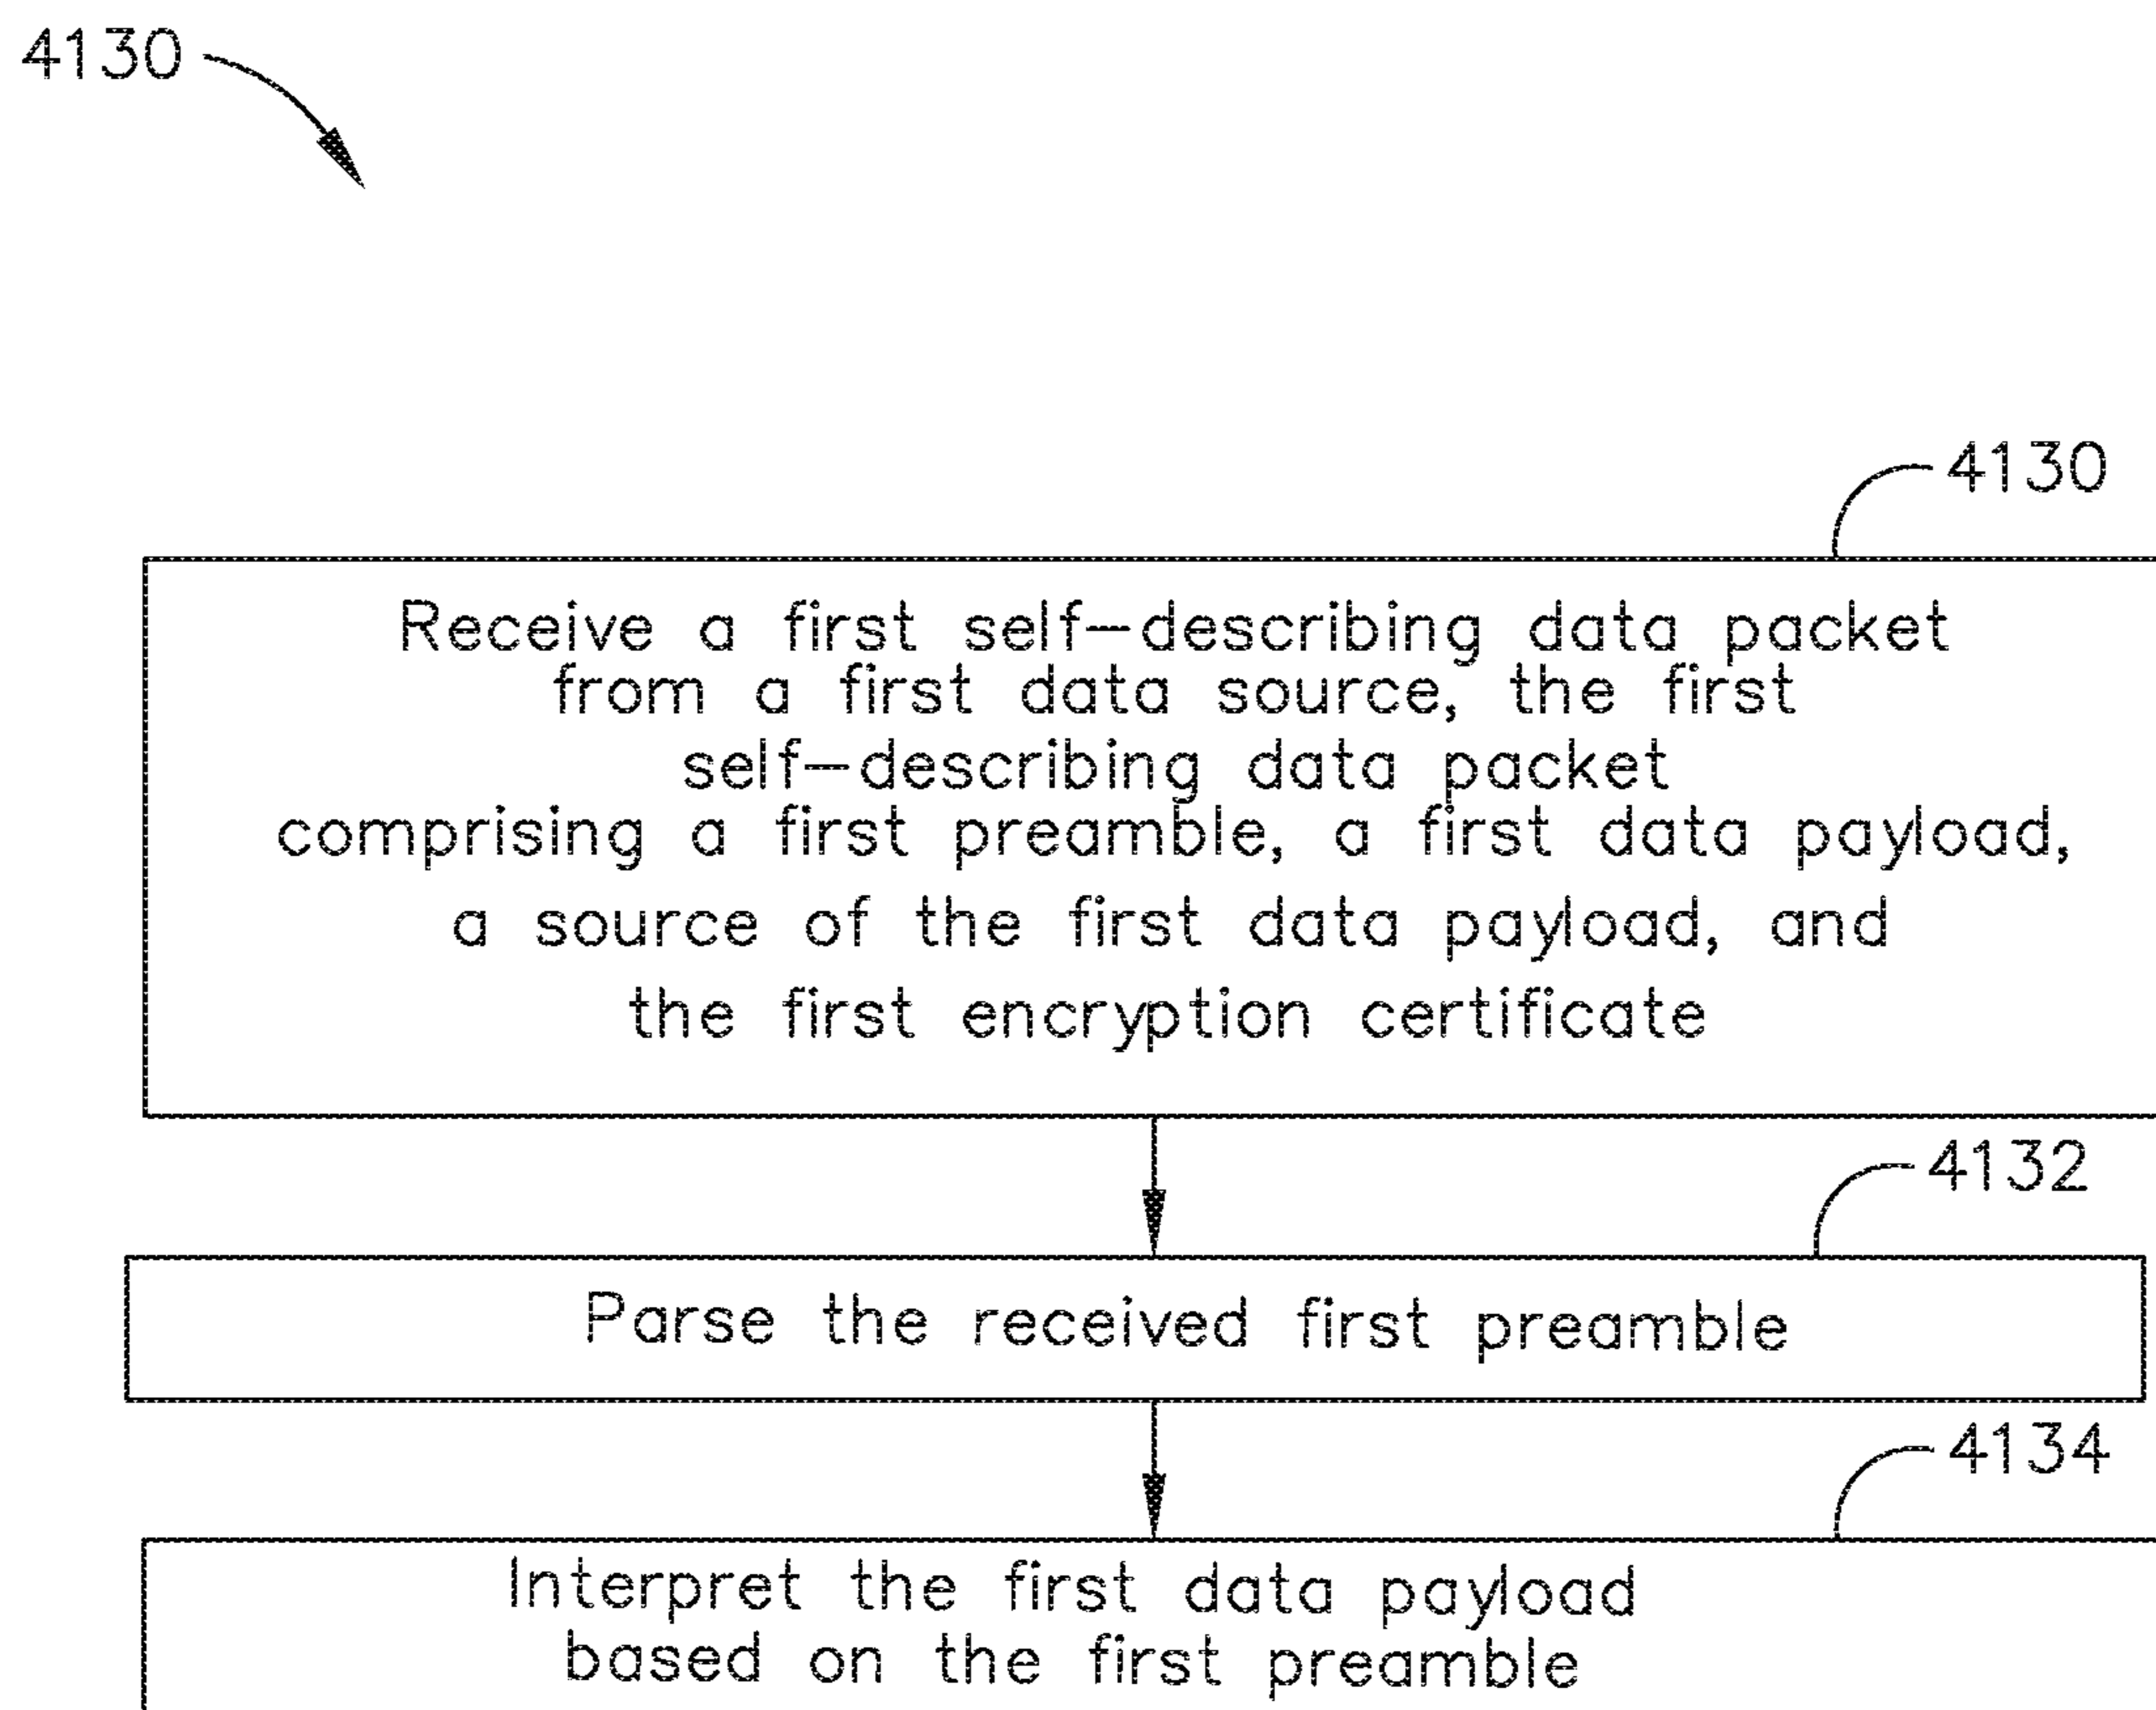 4130
4130
Receive a first self-describing data packet
from a first data source, the first
self-describing data packet
comprising a first preamble, a first data payload,
a source of the first data payload, and
the first encryption certificate
4132
Parse the received first preamble
4134
Interpret the first data payload
based on the first preamble